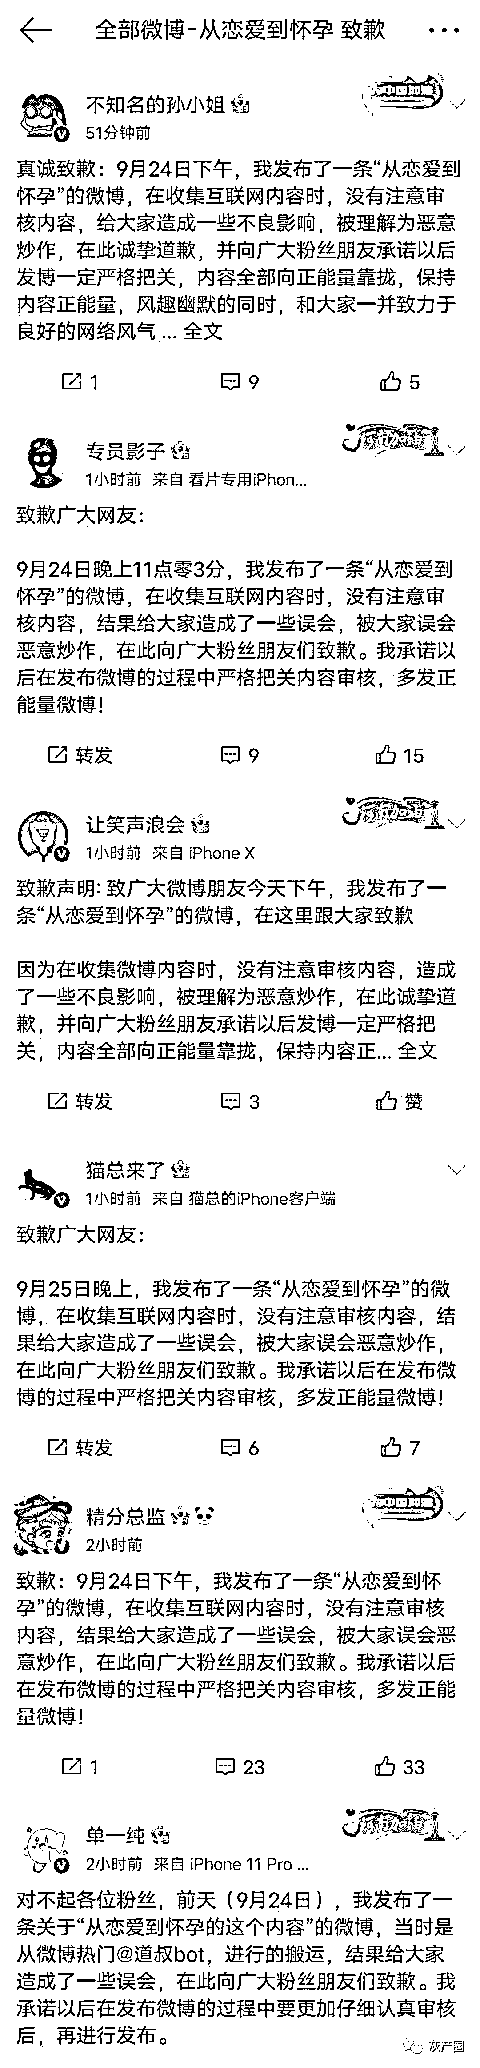 全部微博-从恋爱到怀孕 致歉
不知名的孙小姐
51分钟前
真诚致歉：9月24日下午，我发布了一条“从恋爱到
怀孕”的微博，在收集互联网内容时，没有注意审
核内容，给大家造成一些不良影响，被理解为恶意
炒作，在此诚挚道歉，并向广大粉丝朋友承诺以后
发博一定严格把关，内容全部向正能量靠拢，保持
内容正能量，风趣幽默的同时，和大家一并致力于
良好的网络风气 ... 全文
1 9 5
专员影子
1小时前 来自 看片专用iPhon...
致歉广大网友：
9月24日晚上11点零3分，我发布了一条“从恋爱到
怀孕”的微博，在收集互联网内容时，没有注意审
核内容，结果给大家造成了一些误会，被大家误会
恶意炒作，在此向广大粉丝朋友们致歉。我承诺以
后在发布微博的过程中严格把关内容审核，多发正
能量微博！
转发 9 15
让笑声浪会
1小时前 来自 iPhone X
致歉声明: 致广大微博朋友今天下午，我发布了一
条“从恋爱到怀孕”的微博，在这里跟大家致歉
因为在收集微博内容时，没有注意审核内容，造成
了一些不良影响，被理解为恶意炒作，在此诚挚道
歉，并向广大粉丝朋友承诺以后发博一定严格把
关，内容全部向正能量靠拢，保持内容正... 全文
转发 3 赞
猫总来了
1小时前 来自 猫总的iPhone客户端
致歉广大网友：
9月25日晚上，我发布了一条“从恋爱到怀孕”的微
博，在收集互联网内容时，没有注意审核内容，结
果给大家造成了一些误会，被大家误会恶意炒作，
在此向广大粉丝朋友们致歉。我承诺以后在发布微
博的过程中严格把关内容审核，多发正能量微博！
转发 6 7
精分总监
2小时前
致歉：9月24日下午，我发布了一条“从恋爱到怀
孕”的微博，在收集互联网内容时，没有注意审核
内容，结果给大家造成了一些误会，被大家误会恶
意炒作，在此向广大粉丝朋友们致歉。我承诺以后
在发布微博的过程中严格把关内容审核，多发正能
量微博！
1 23 33
单一纯
2小时前 来自 iPhone 11 Pro ...
对不起各位粉丝，前天（9月24日），我发布了一
条关于“从恋爱到怀孕的这个内容”的微博，当时是
从微博热门@道叔bot，进行的搬运，结果给大家
造成了一些误会，在此向广大粉丝朋友们致歉。我
承诺以后在发布微博的过程中要更加仔细认真审核
后，再进行发布。
灰产圈